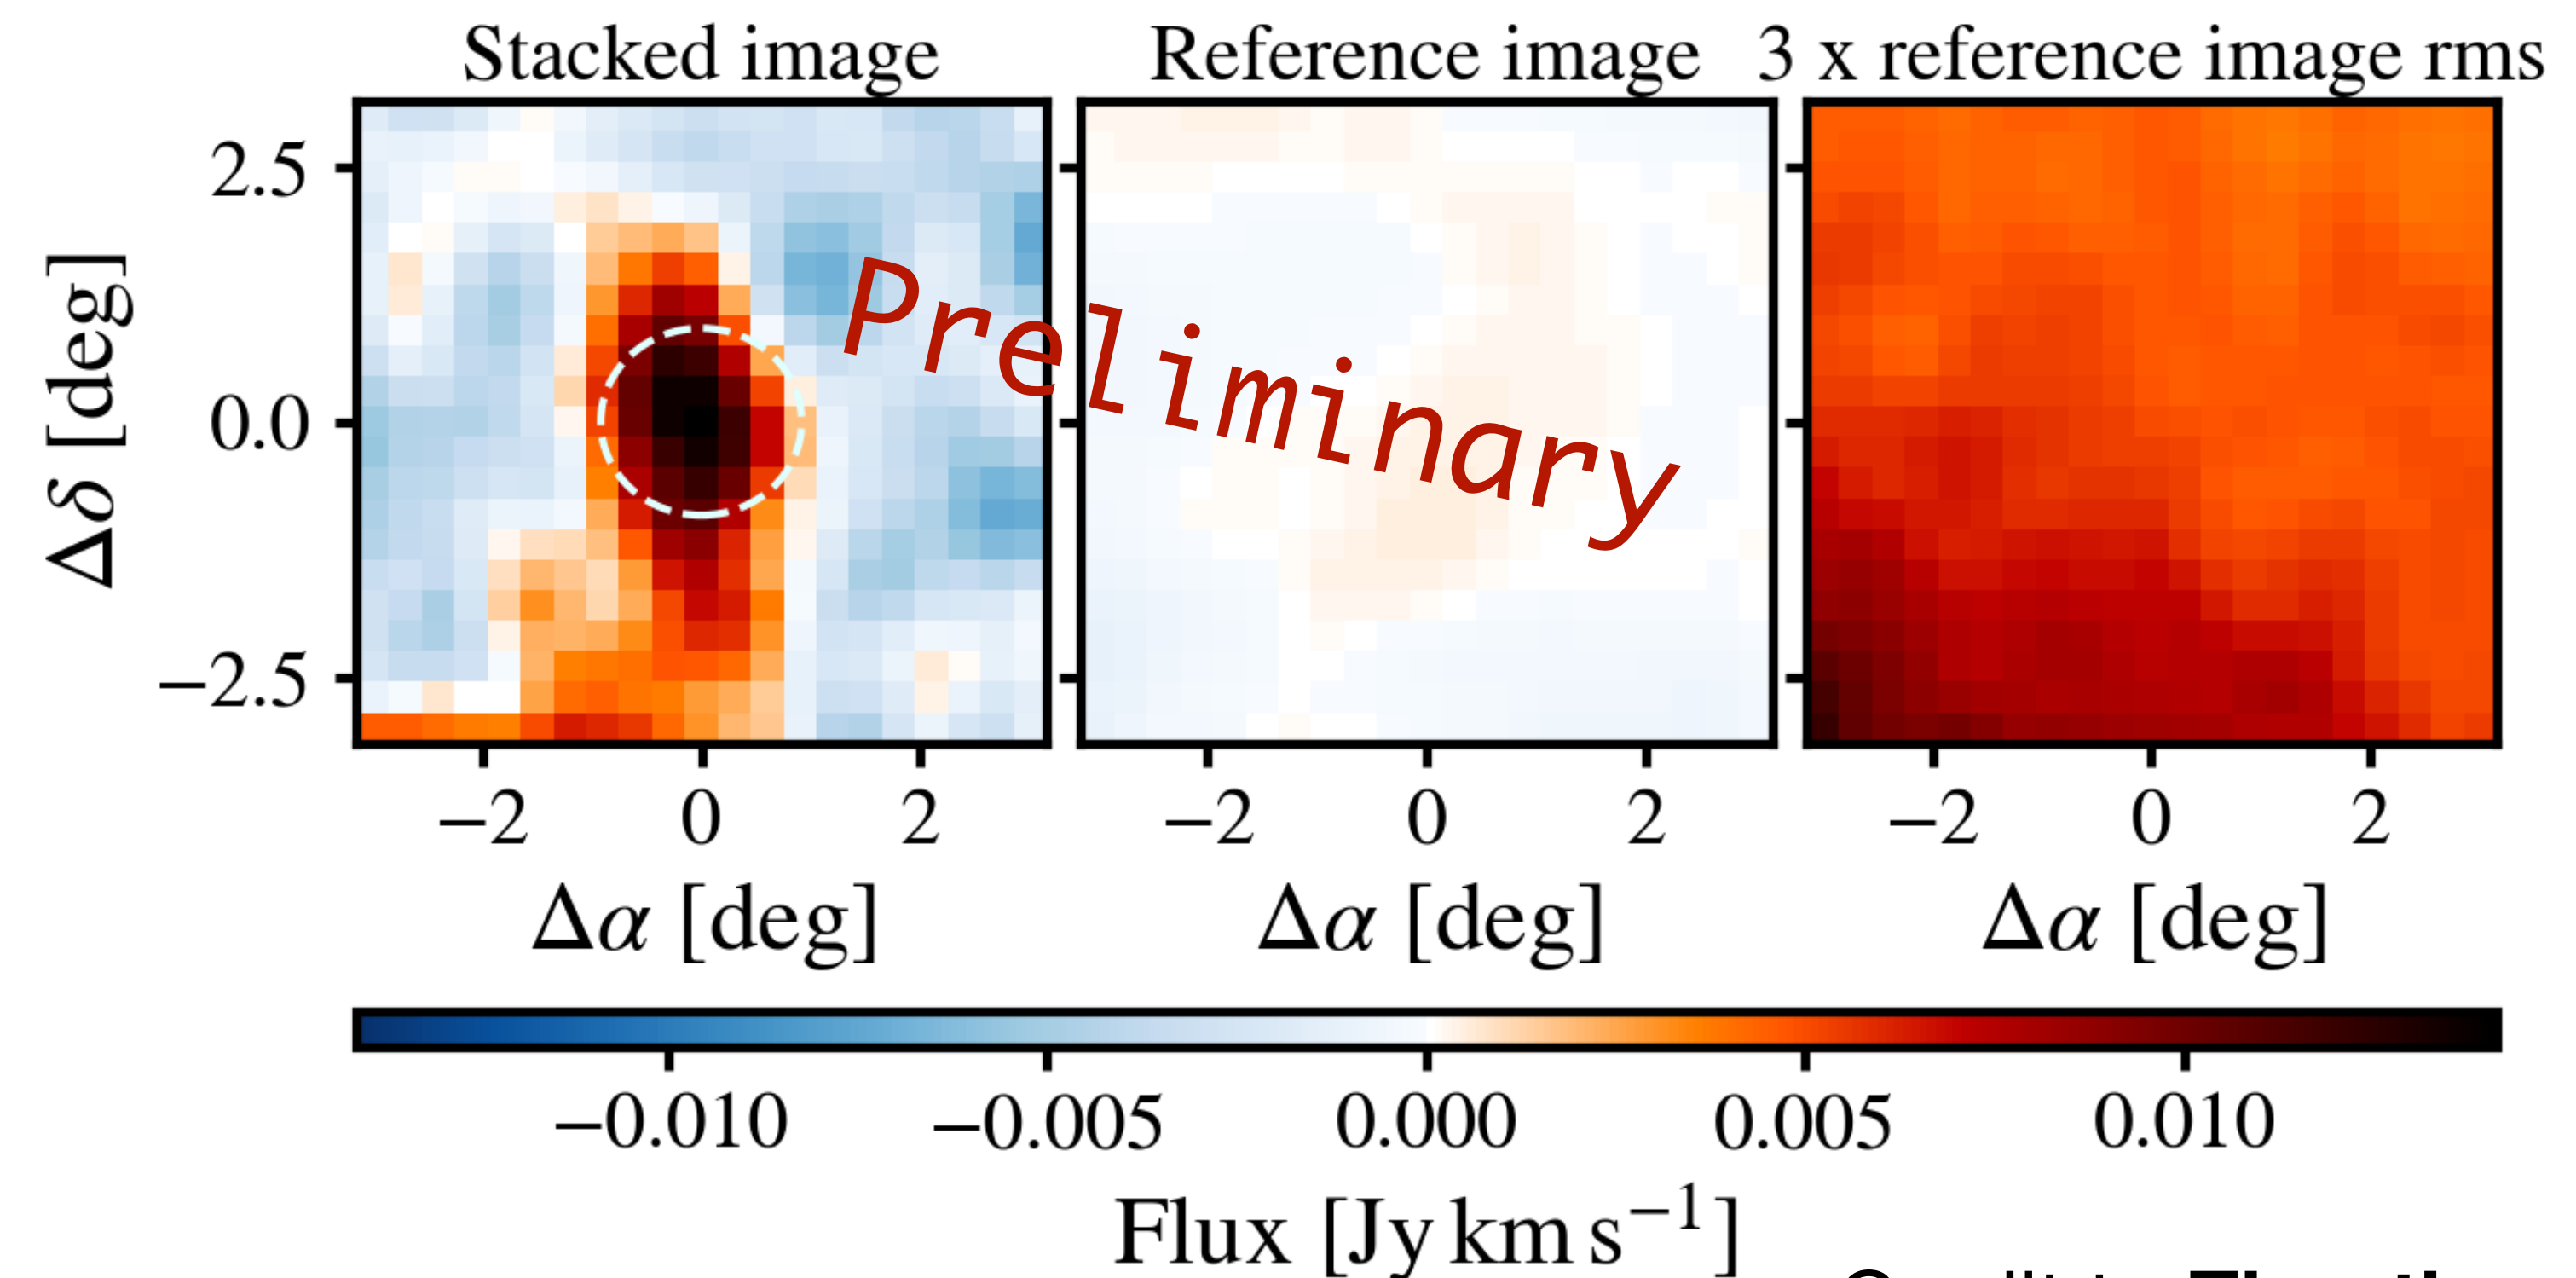 Stacked image
Reference image
3 x reference image rms
Δδ [deg]
2.5
0.0
−2.5
Preliminary
−2 0 2
−2 0 2
−2 0 2
Δα [deg]
Δα [deg]
Δα [deg]
−0.010 −0.005 0.000 0.005 0.010
Flux [Jy km s⁻¹]